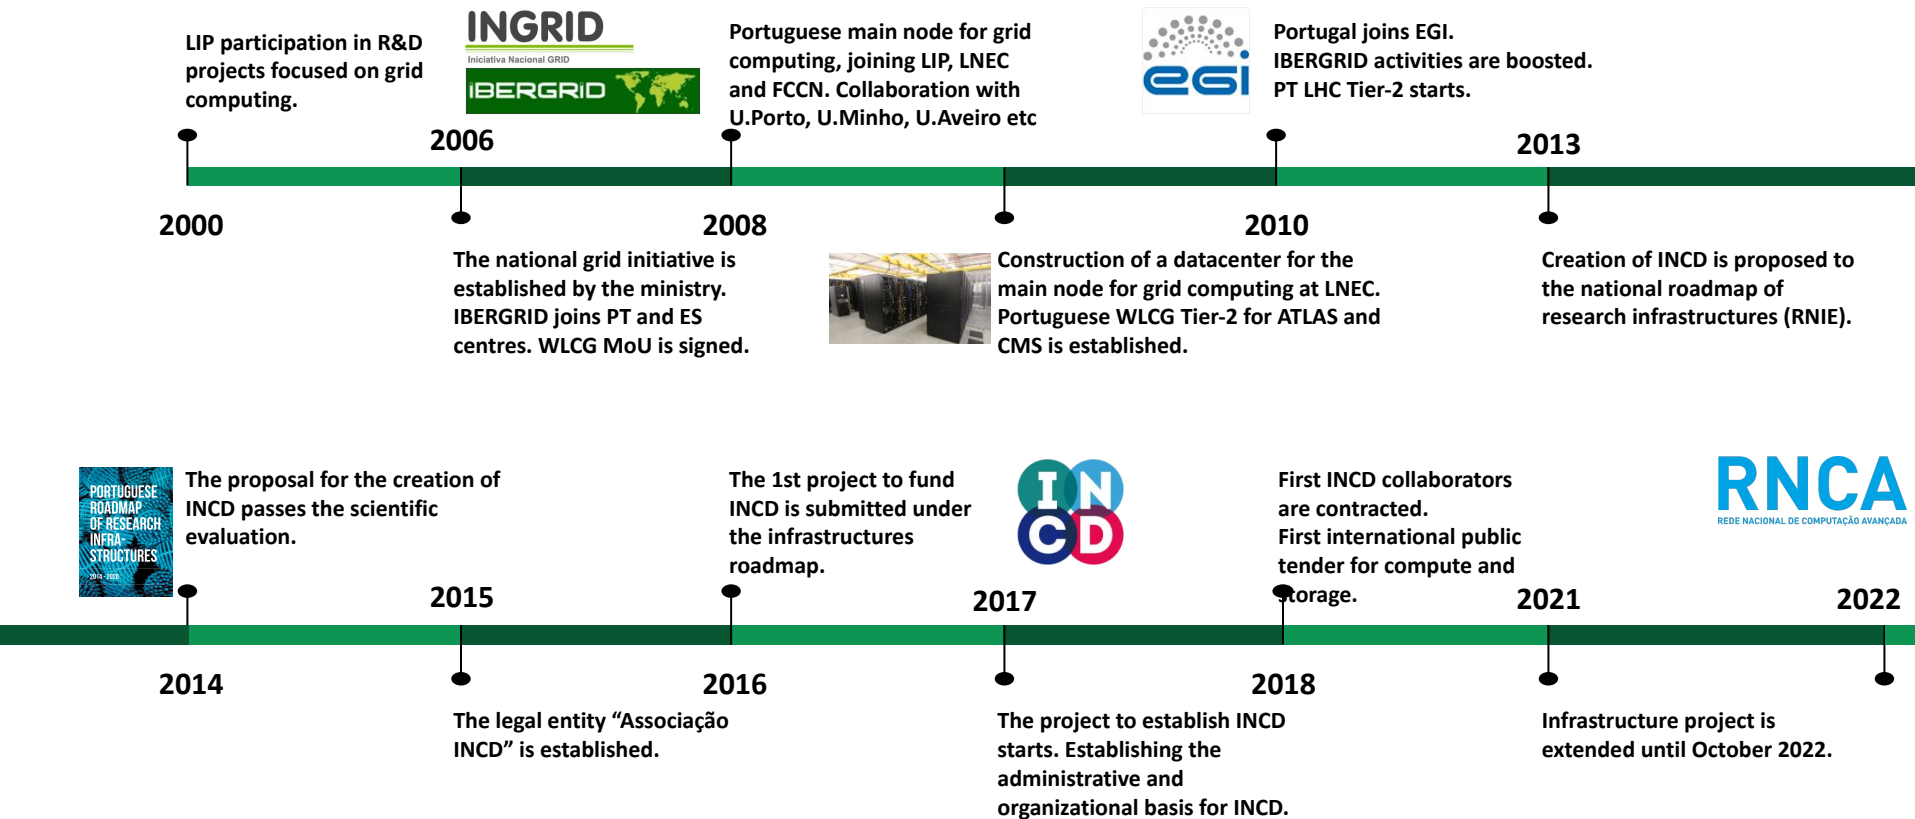 LIP participation in R&D
projects focused on grid
computing.
INGRID
Iniciativa Nacional GRID
iBERGRiD
Portuguese main node for grid
computing, joining LIP, LNEC
and FCCN. Collaboration with
U.Porto, U.Minho, U.Aveiro etc
egi
Portugal joins EGI.
IBERGRID activities are boosted.
PT LHC Tier-2 starts.
2006
2013
2000
2008
2010
The national grid initiative is
established by the ministry.
IBERGRID joins PT and ES
centres. WLCG MoU is signed.
Construction of a datacenter for the
main node for grid computing at LNEC.
Portuguese WLCG Tier-2 for ATLAS and
CMS is established.
Creation of INCD is proposed to
the national roadmap of
research infrastructures (RNIE).
PORTUGUESE
ROADMAP
OF RESEARCH
INFRA-
STRUCTURES
2014-2020
The proposal for the creation of
INCD passes the scientific
evaluation.
The 1st project to fund
INCD is submitted under
the infrastructures
roadmap.
IN
CD
First INCD collaborators
are contracted.
First international public
tender for compute and
storage.
RNCA
REDE NACIONAL DE COMPUTAÇÃO AVANÇADA
2015
2017
2021
2022
2014
2016
2018
The legal entity “Associação
INCD” is established.
The project to establish INCD
starts. Establishing the
administrative and
organizational basis for INCD.
Infrastructure project is
extended until October 2022.